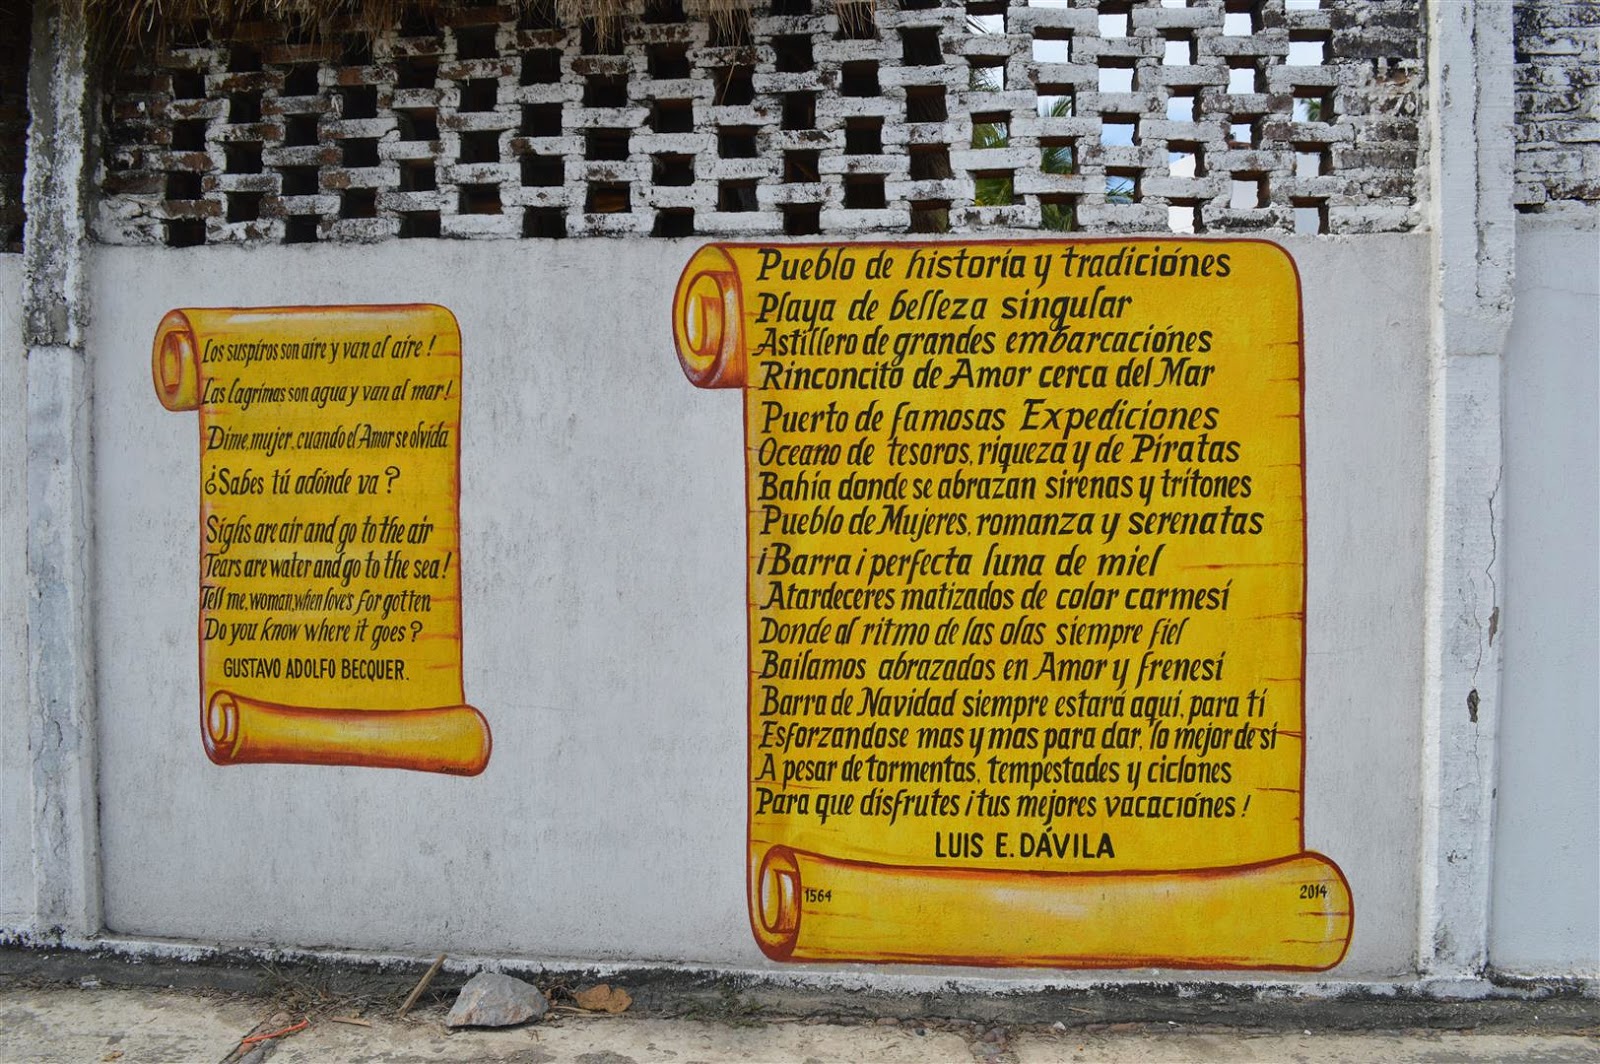 Los suspiros son aire y van al aire!
Las lagrimas son agua y van al mar!
Dime, mujer, cuando el Amor se olvida
¿Sabes tú adónde va?
Sighs are air and go to the air
Tears are water and go to the sea!
Tell me, woman, when love's forgotten
Do you know where it goes?
GUSTAVO ADOLFO BECQUER.
Pueblo de historia y tradiciónes
Playa de belleza singular
Astillero de grandes embarcaciónes
Rinconcito de Amor cerca del Mar
Puerto de famosas Expediciones
Oceano de tesoros, riqueza y de Piratas
Bahía donde se abrazan sirenas y tritones
Pueblo de Mujeres, romanza y serenatas
¡Barra¡ perfecta luna de miel
Atardeceres matizados de color carmesí
Donde al ritmo de las olas siempre fiel
Bailamos abrazados en Amor y frenesí
Barra de Navidad siempre estará aqui, para tí
Esforzandose mas y mas para dar, lo mejor de si
A pesar de tormentas, tempestades y ciclones
Para que disfrutes ¡tus mejores vacaciónes!
LUIS E. DÁVILA
1564 2014